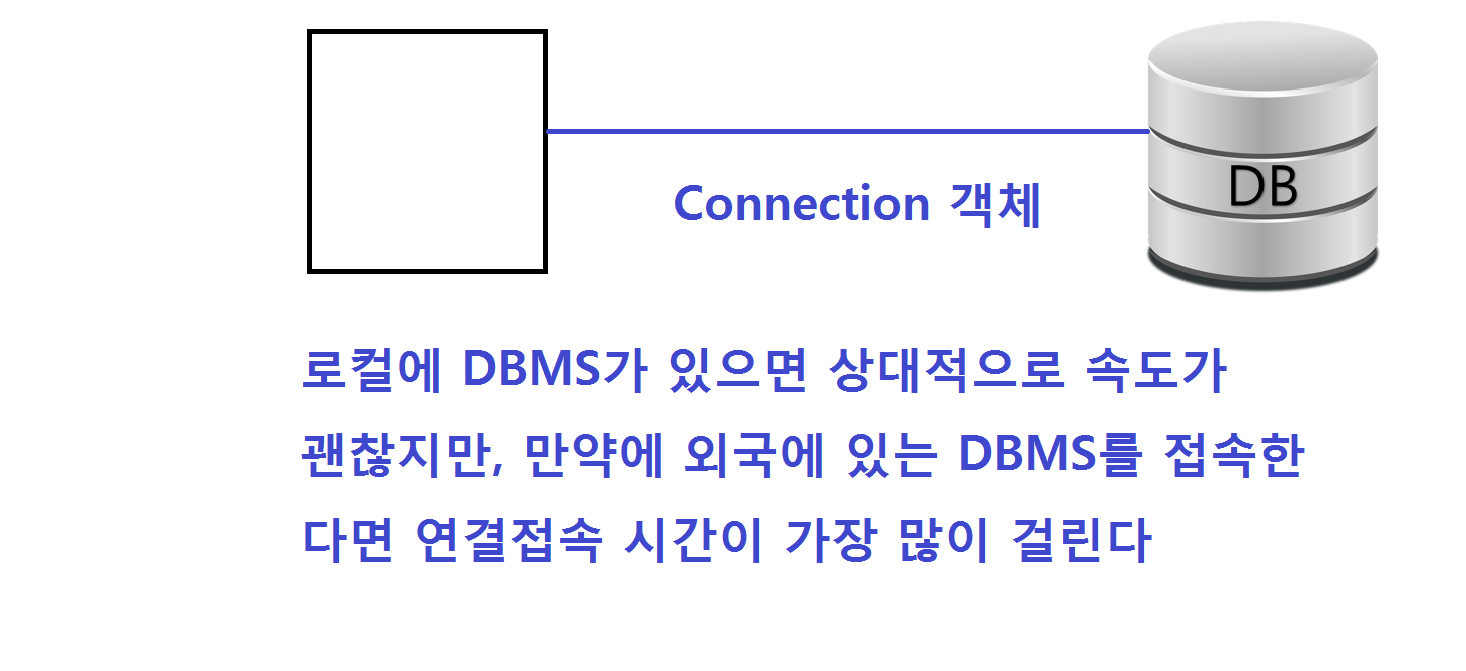 Connection 객체
DB
로컬에 DBMS가 있으면 상대적으로 속도가
괜찮지만, 만약에 외국에 있는 DBMS를 접속한
다면 연결접속 시간이 가장 많이 걸린다